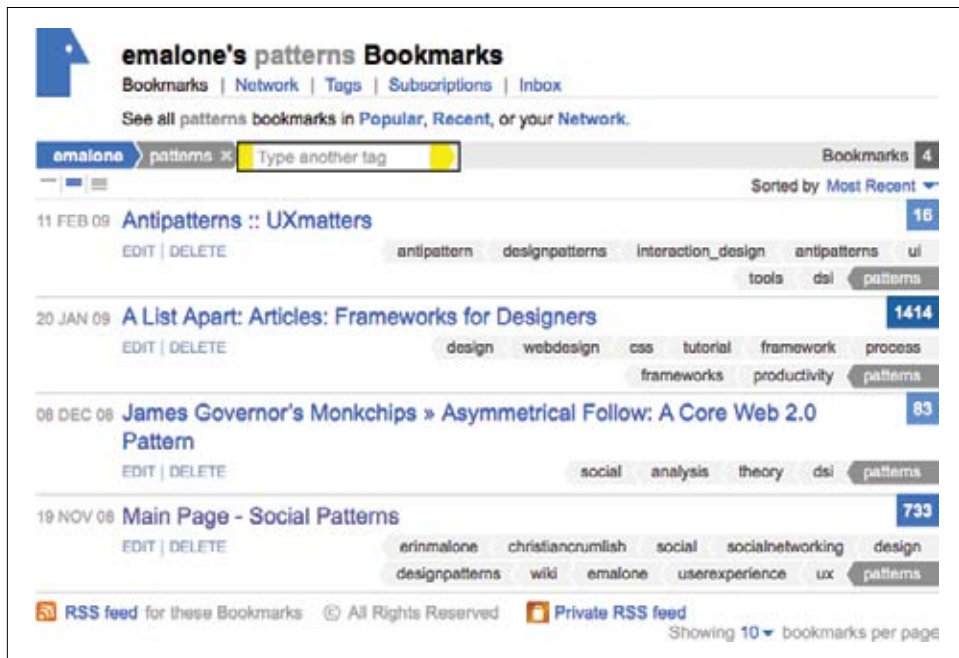 emalone's patterns Bookmarks
Bookmarks | Network | Tags | Subscriptions | Inbox
See all patterns bookmarks in Popular, Recent, or your Network.
emalone patterns × Type another tag Bookmarks 4
Sorted by Most Recent
11 FEB 09 Antipatterns :: UXmatters 16
EDIT | DELETE antipattern designpatterns interaction_design antipatterns ui
tools dsi patterns
20 JAN 09 A List Apart: Articles: Frameworks for Designers 1414
EDIT | DELETE design webdesign css tutorial framework process
frameworks productivity patterns
08 DEC 08 James Governor's Monkchips » Asymmetrical Follow: A Core Web 2.0 83
Pattern
EDIT | DELETE social analysis theory dsi patterns
19 NOV 08 Main Page - Social Patterns 733
EDIT | DELETE erinmalone christiancrumlish social socialnetworking design
designpatterns wiki emalone userexperience ux patterns
RSS feed for these Bookmarks © All Rights Reserved Private RSS feed
Showing 10 bookmarks per page